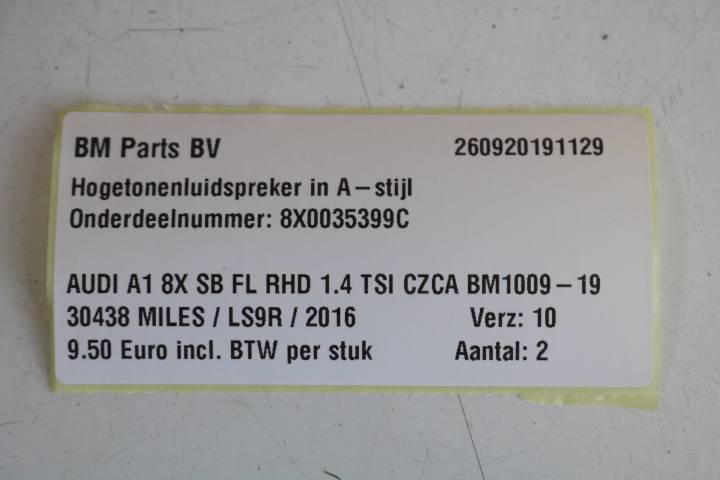 BM Parts BV 260920191129
Hogetonenluidspreker in A-stijl
Onderdeelnummer: 8X0035399C
AUDI A1 8X SB FL RHD 1.4 TSI CZCA BM1009-19
30438 MILES / LS9R / 2016 Verz: 10
9.50 Euro incl. BTW per stuk Aantal: 2